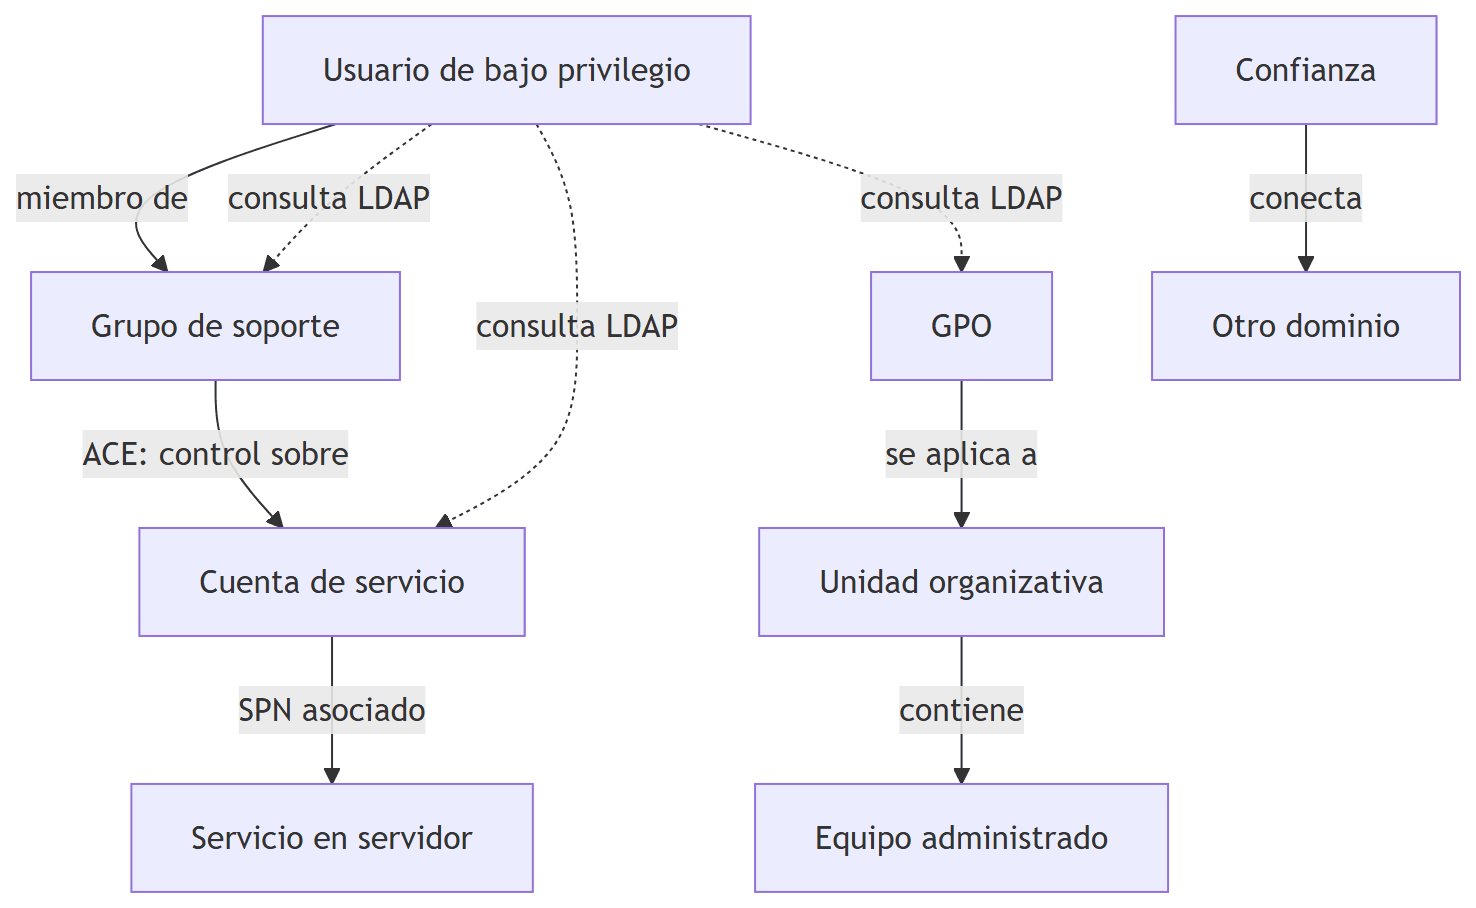 Usuario de bajo privilegio
Confianza
miembro de
consulta LDAP
consulta LDAP
conecta
Grupo de soporte
consulta LDAP
GPO
Otro dominio
ACE: control sobre
se aplica a
Cuenta de servicio
Unidad organizativa
SPN asociado
contiene
Servicio en servidor
Equipo administrado